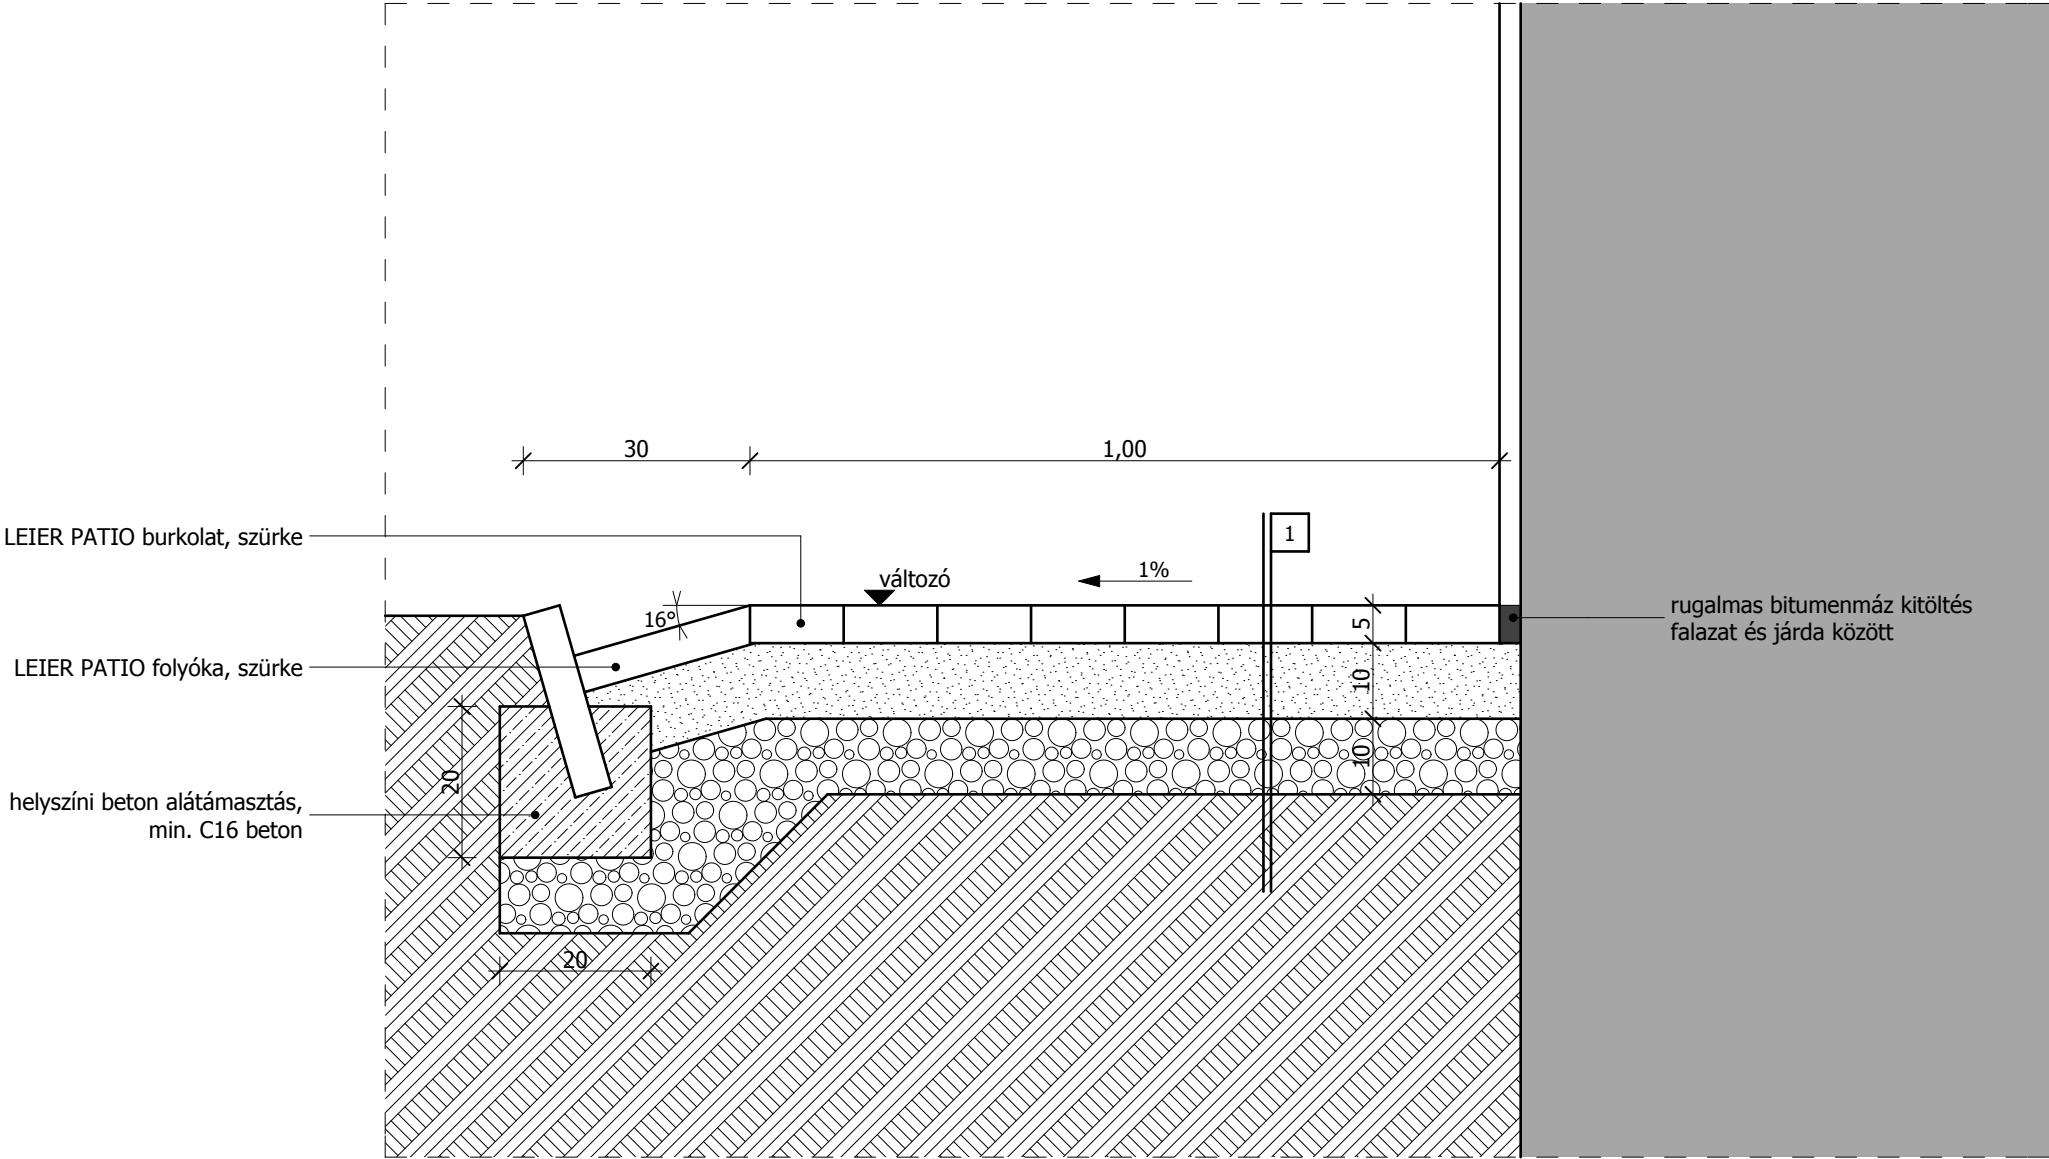 30
1,00
LEIER PATIO burkolat, szürke
1
változó
1%
16°
5
rugalmas bitumenmáz kitöltés
falazat és járda között
LEIER PATIO folyóka, szürke
10
20
10
helyszíni beton alátámasztás,
min. C16 beton
20